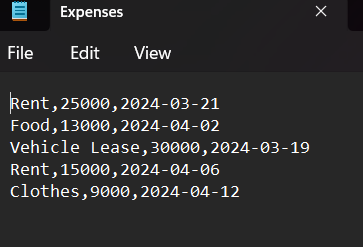 Expenses
File Edit View
Rent,25000,2024-03-21
Food,13000,2024-04-02
Vehicle Lease,30000,2024-03-19
Rent,15000,2024-04-06
Clothes,9000,2024-04-12